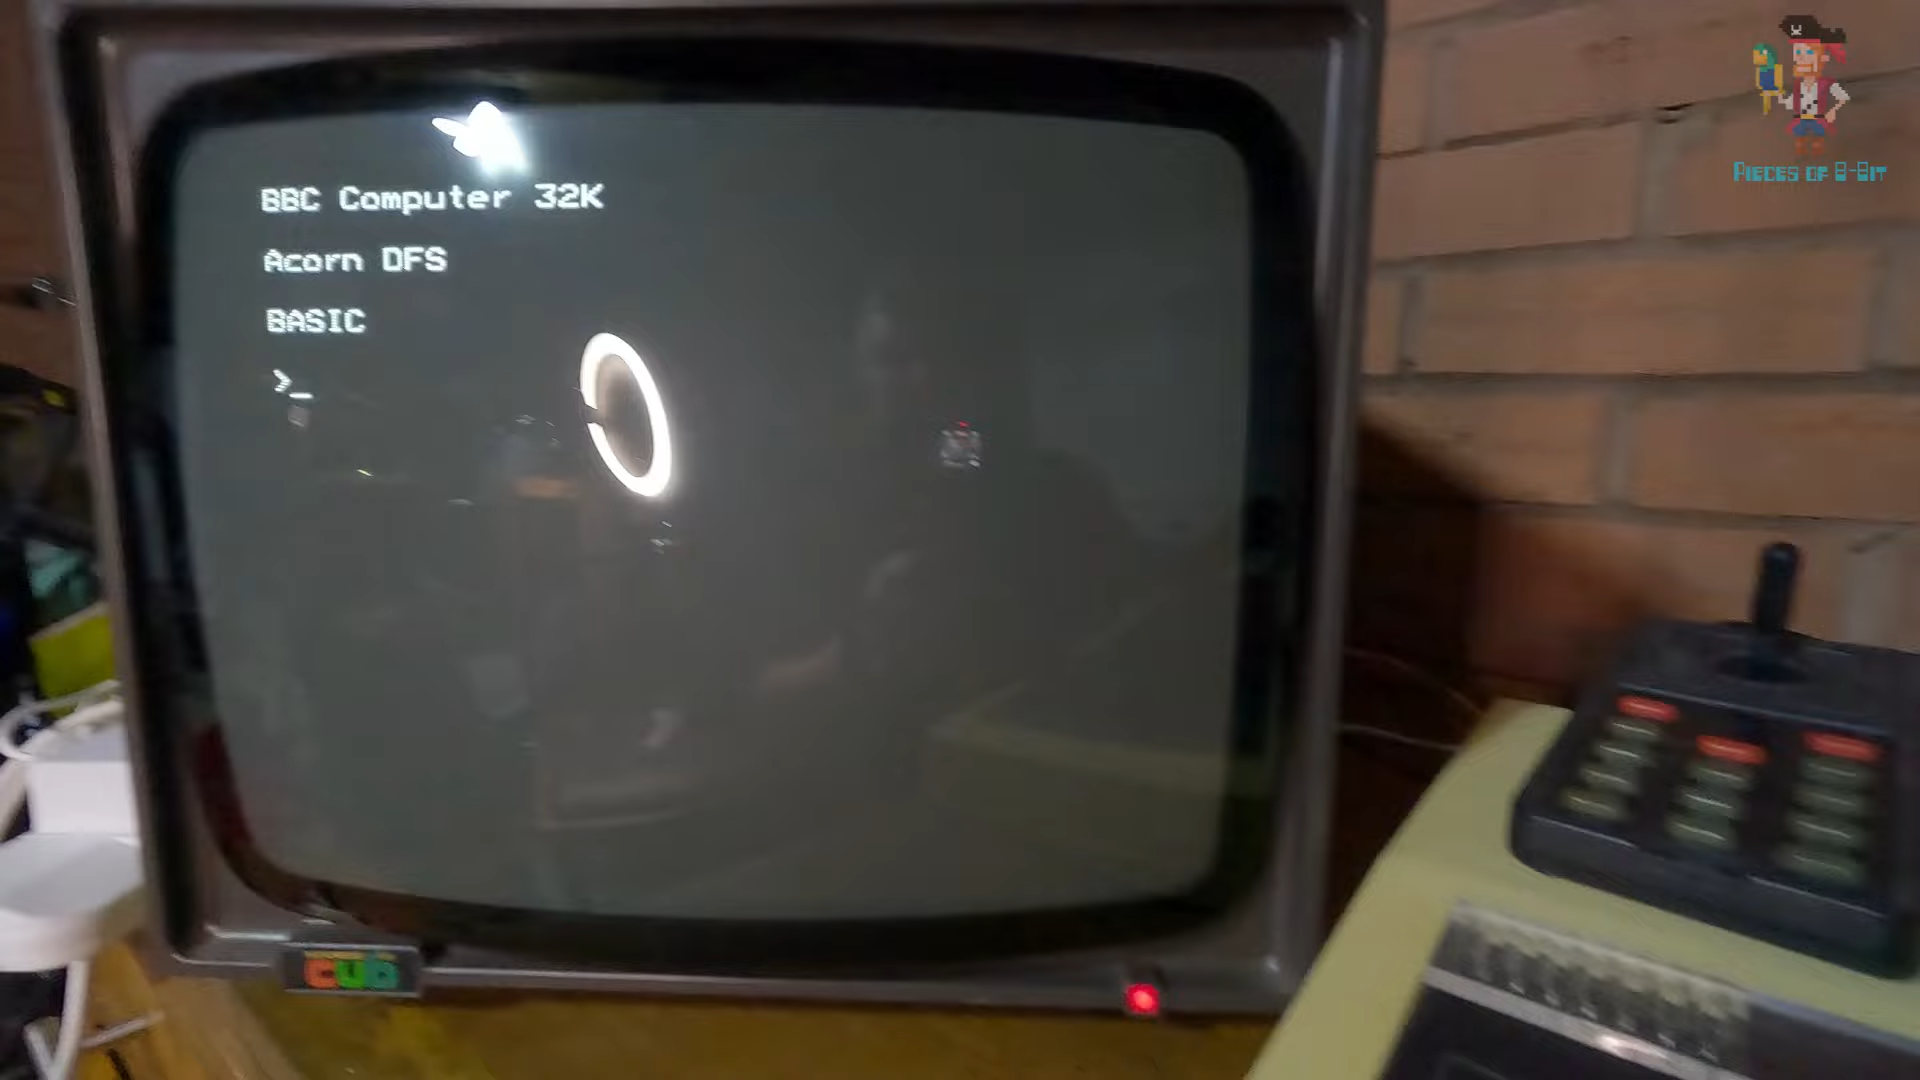 BBC Computer 32K
Acorn DFS
BASIC
>_
CUB
PIECES OF 8-BIT